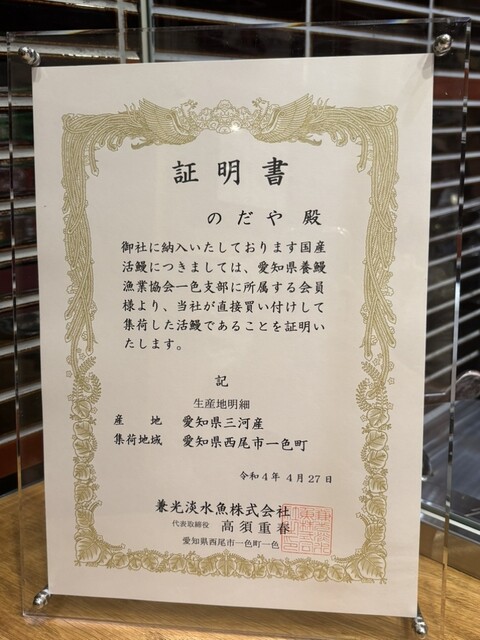 証明書
のだや 殿
御社に納入いたしております国産
活鰻につきましては、愛知県養鰻
漁業協会一色支部に所属する会員
様より、当社が直接買い付けして
集荷した活鰻であることを証明い
たします。
記
生産地明細
産 地 愛知県三河産
集荷地域 愛知県西尾市一色町
令和4年4月27日
兼光淡水魚株式会社
代表取締役 高須重春
愛知県西尾市一色町一色